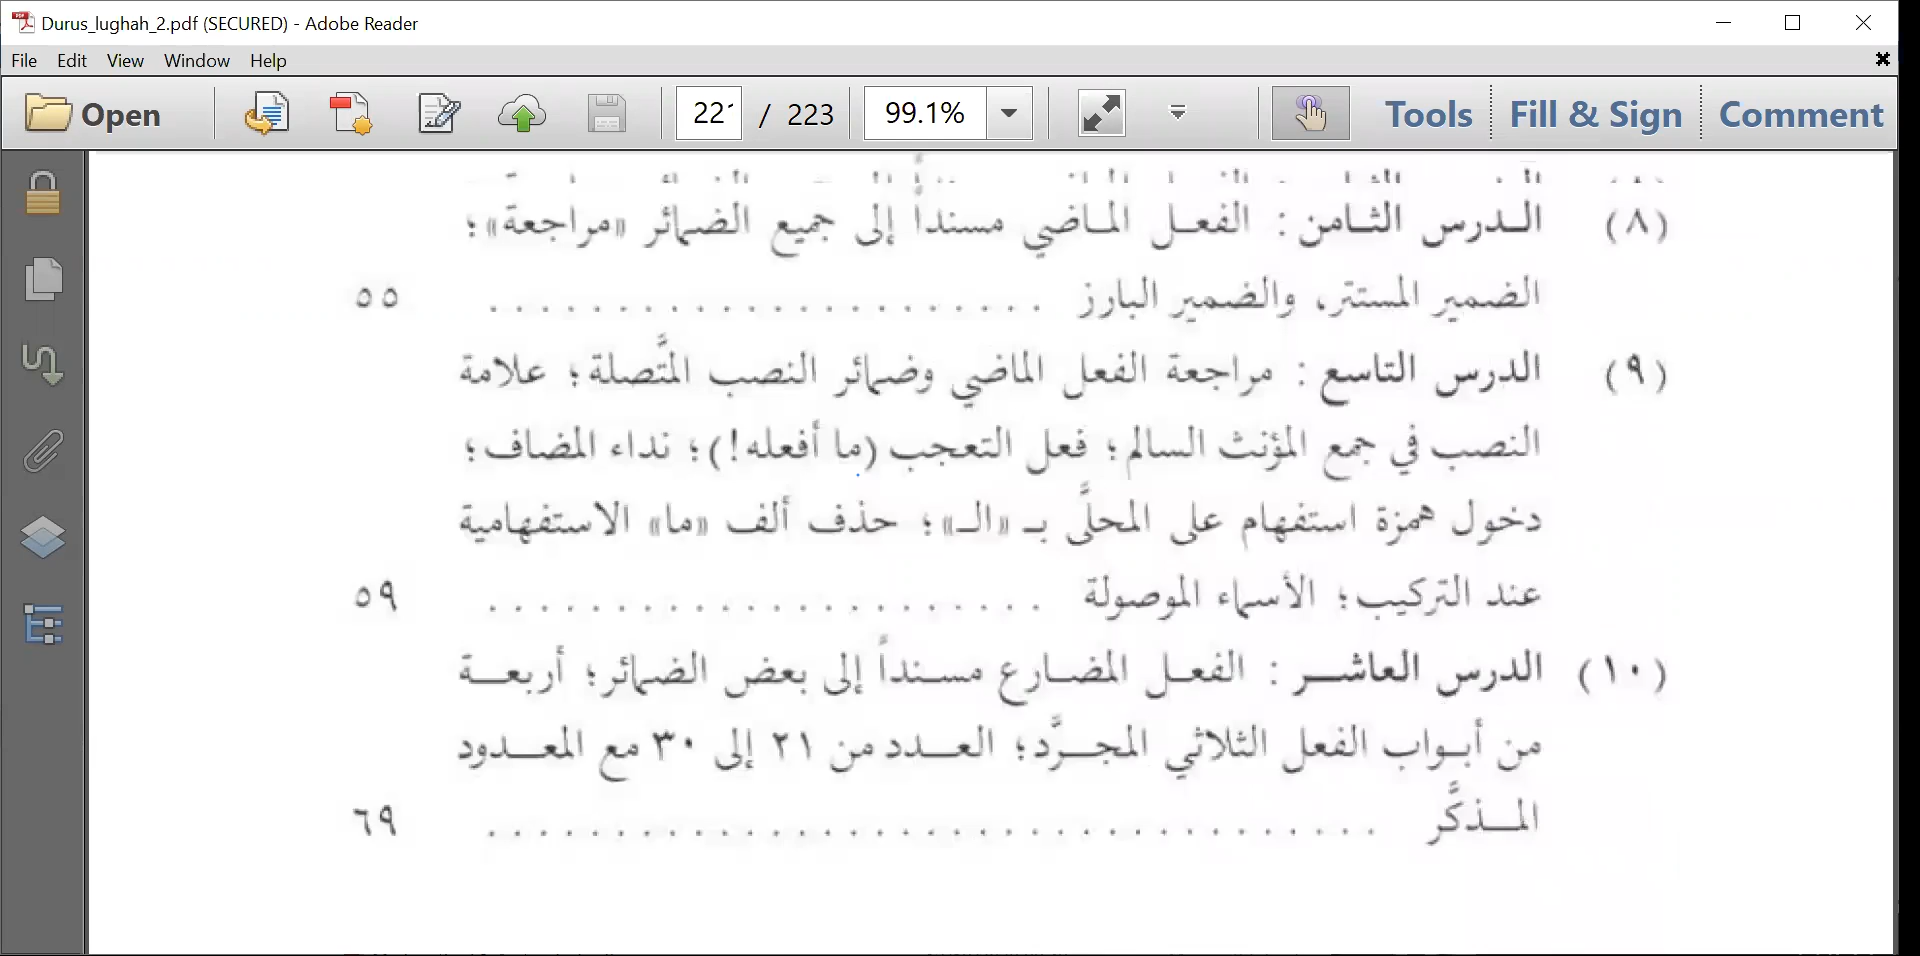 Durus_lughah_2.pdf (SECURED) - Adobe Reader
File Edit View Window Help
Open 221 / 223 99.1% Tools Fill & Sign Comment
(٨) الدرس الثامن : الفعل الماضي مسنداً إلى جميع الضمائر «مراجعة»؛
الضمير المستتر، والضمير البارز . . . . . . . . . . . . . . . . . . . . . . ٥٥
(٩) الدرس التاسع : مراجعة الفعل الماضي وضمائر النصب المتَّصلة؛ علامة
النصب في جمع المؤنث السالم؛ فعل التعجب (ما أفعله!)؛ نداء المضاف؛
دخول همزة استفهام على المحلَّى بـ «الـ»؛ حذف ألف «ما» الاستفهامية
عند التركيب؛ الأسماء الموصولة . . . . . . . . . . . . . . . . . . . . . . ٥٩
(١٠) الدرس العاشر : الفعل المضارع مسنداً إلى بعض الضمائر؛ أربعة
من أبواب الفعل الثلاثي المجرَّد؛ العدد من ٢١ إلى ٣٠ مع المعدود
المذكَّر . . . . . . . . . . . . . . . . . . . . . . . . . . . . . . . . . . . ٦٩